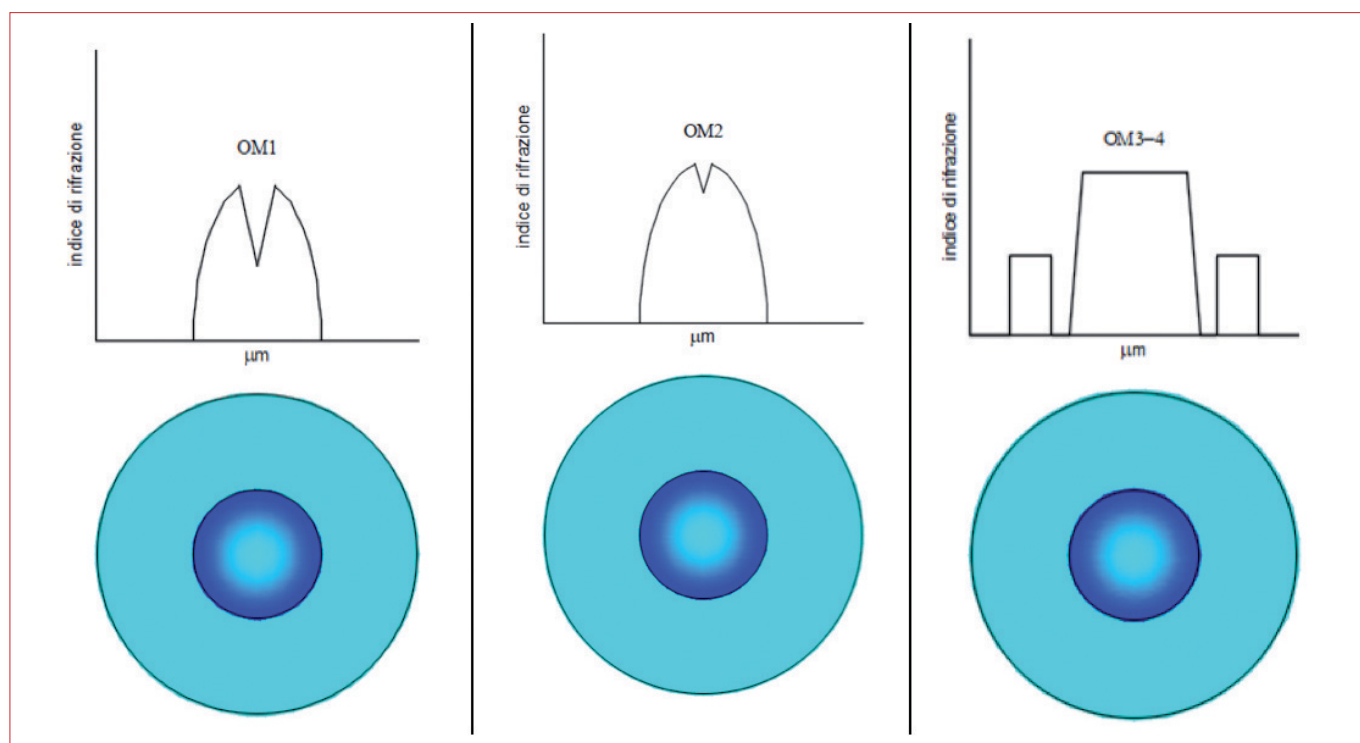 OM1
indice di rifrazione
µm
OM2
indice di rifrazione
µm
OM3-4
indice di rifrazione
µm